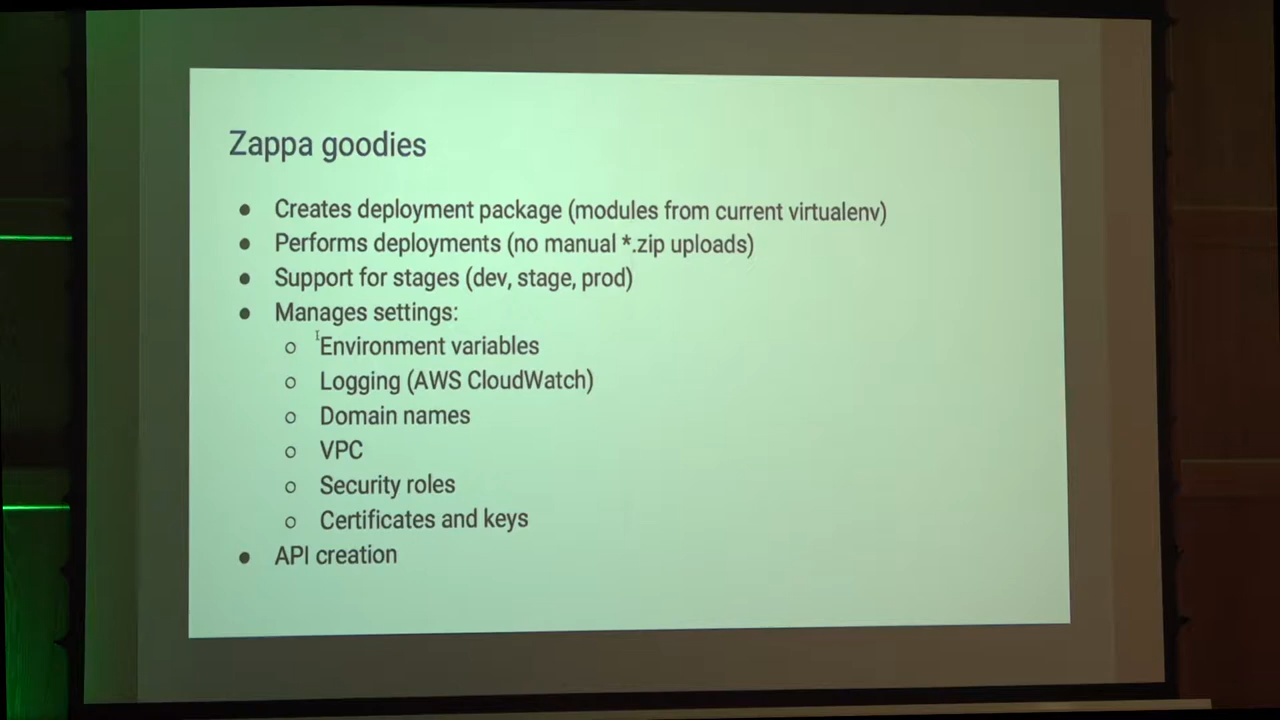 Zappa goodies
● Creates deployment package (modules from current virtualenv)
● Performs deployments (no manual *.zip uploads)
● Support for stages (dev, stage, prod)
● Manages settings:
○ Environment variables
○ Logging (AWS CloudWatch)
○ Domain names
○ VPC
○ Security roles
○ Certificates and keys
● API creation